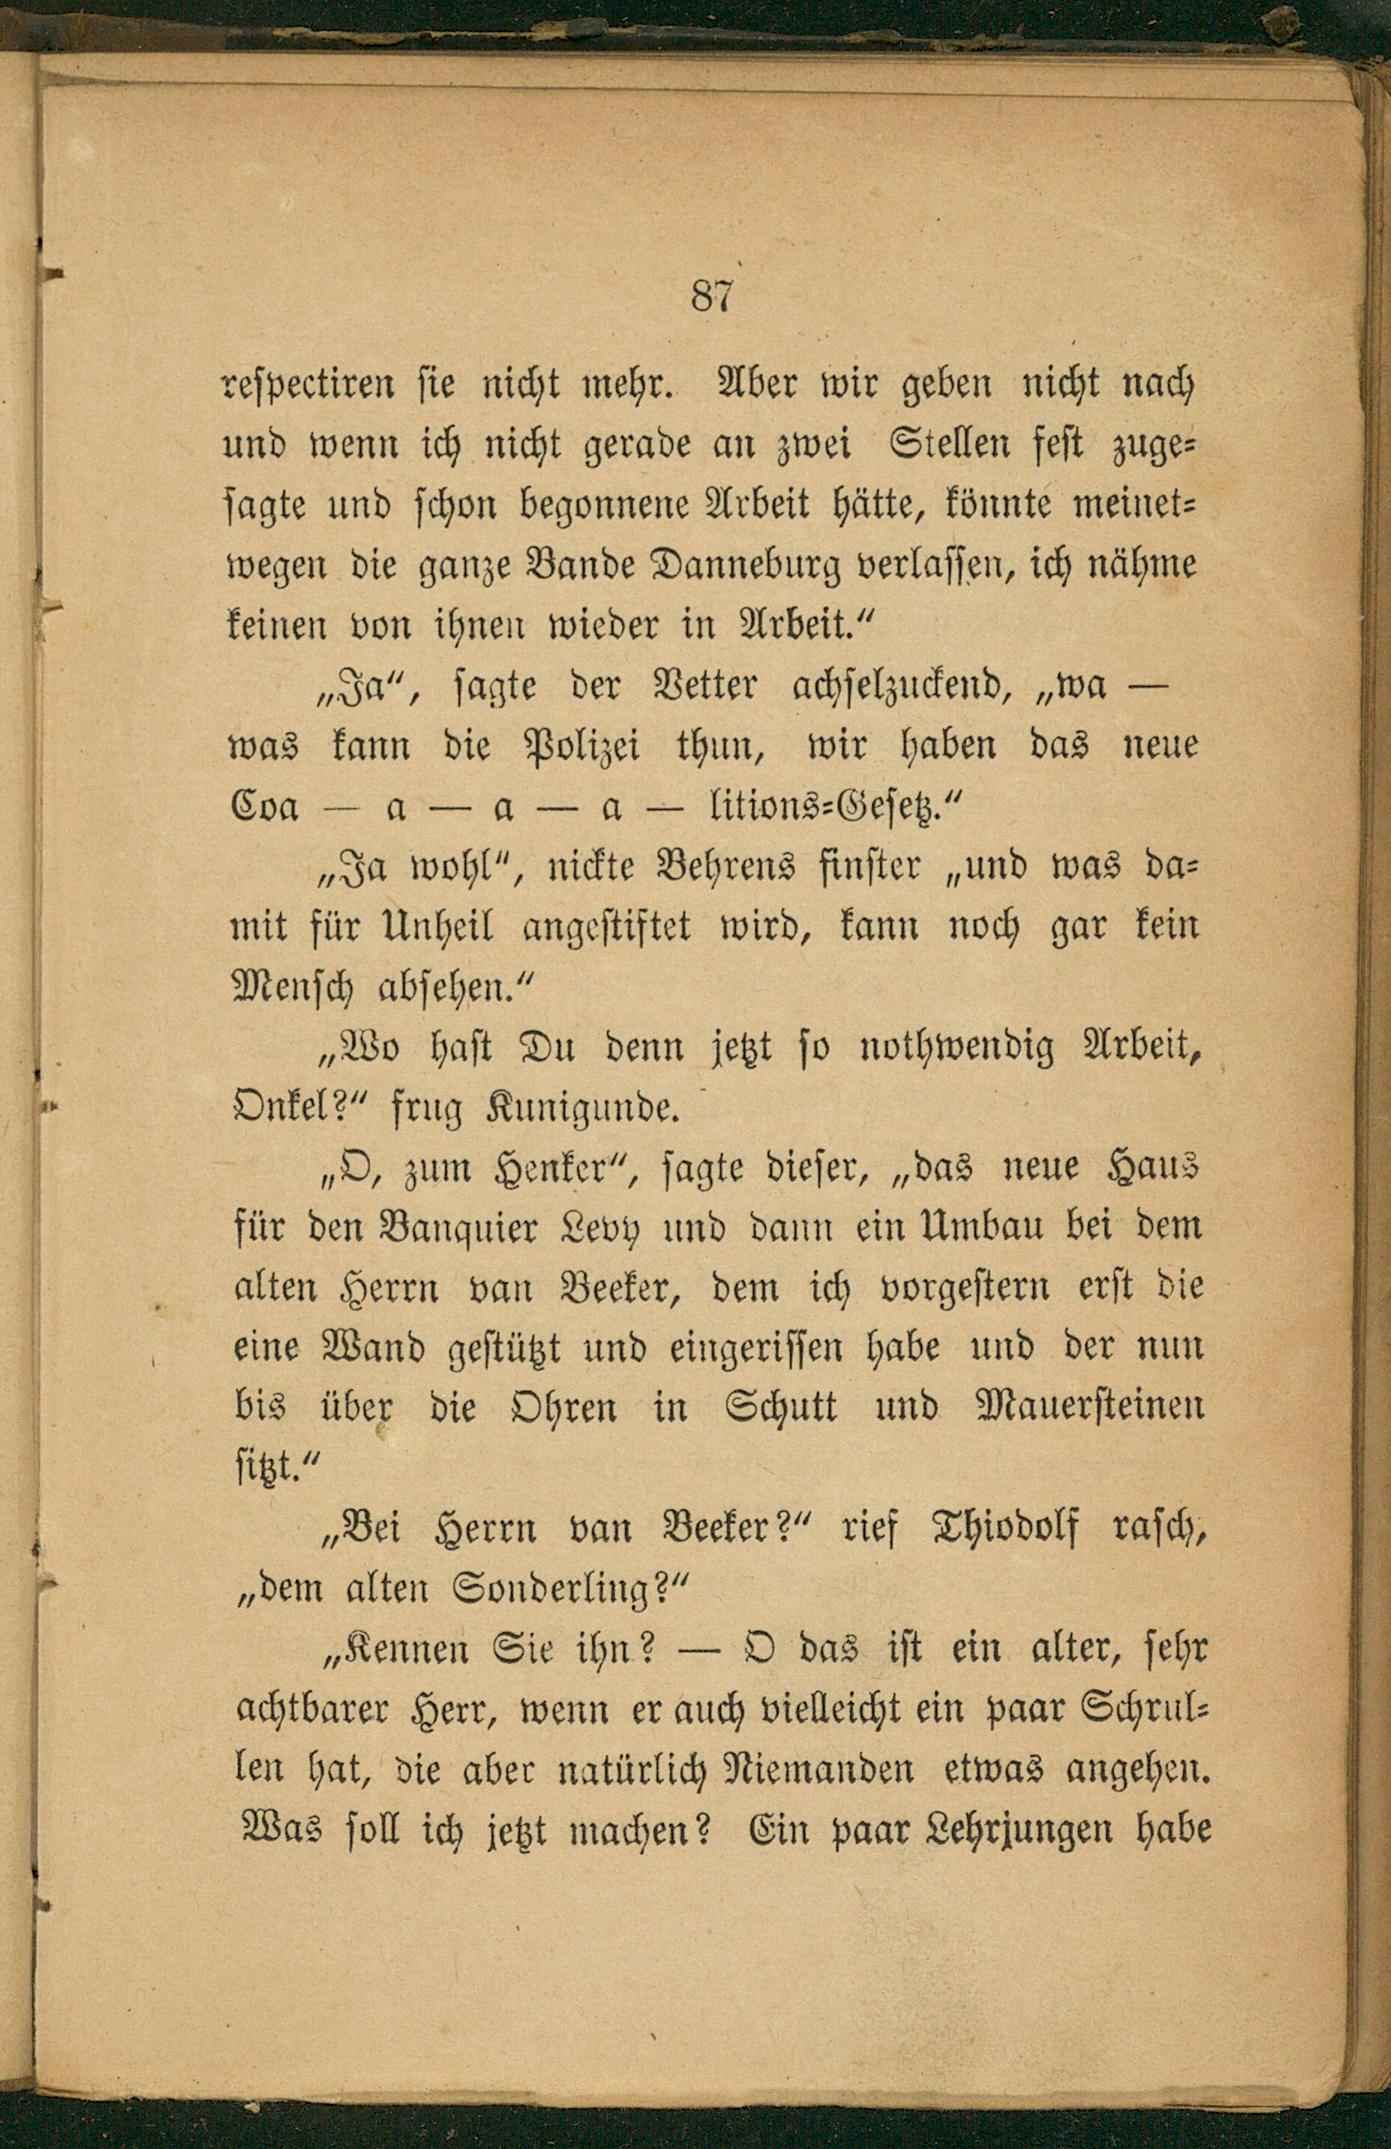 87
respectiren sie nicht mehr. Aber wir geben nicht nach
und wenn ich nicht gerade an zwei Stellen fest zuge-
sagte und schon begonnene Arbeit hätte, könnte meinet-
wegen die ganze Bande Danneburg verlassen, ich nähme
keinen von ihnen wieder in Arbeit.“
„Ja“, sagte der Vetter achselzuckend, „wa —
was kann die Polizei thun, wir haben das neue
Coa — a — a — a — litions-Gesetz.“
„Ja wohl“, nickte Behrens finster „und was da-
mit für Unheil angestiftet wird, kann noch gar kein
Mensch absehen.“
„Wo hast Du denn jetzt so nothwendig Arbeit,
Onkel?“ frug Kunigunde.
„O, zum Henker“, sagte dieser, „das neue Haus
für den Banquier Levy und dann ein Umbau bei dem
alten Herrn van Beeker, dem ich vorgestern erst die
eine Wand gestützt und eingerissen habe und der nun
bis über die Ohren in Schutt und Mauersteinen
sitzt.“
„Bei Herrn van Beeker?“ rief Thiodolf rasch,
„dem alten Sonderling?“
„Kennen Sie ihn? — O das ist ein alter, sehr
achtbarer Herr, wenn er auch vielleicht ein paar Schrul-
len hat, die aber natürlich Niemanden etwas angehen.
Was soll ich jetzt machen? Ein paar Lehrjungen habe